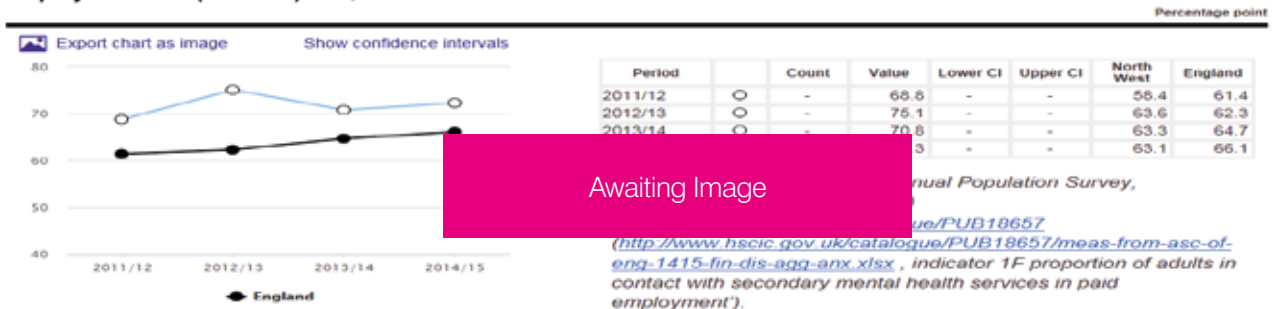 Percentage point
Export chart as image Show confidence intervals
80
70
60
50
40
2011/12 2012/13 2013/14 2014/15
England
Period Count Value Lower CI Upper CI North West England
2011/12 - 68.8 - - 58.4 61.4
2012/13 - 75.1 - - 63.6 62.3
2013/14 - 70.8 - - 63.3 64.7
.3 - - 63.1 66.1
Awaiting Image
Population Survey,
/PUB18657
(http://www.hscic.gov.uk/catalogue/PUB18657/meas-from-asc-of-
eng-1415-fin-dis-agg-anx.xlsx , indicator 1F proportion of adults in
contact with secondary mental health services in paid
employment').